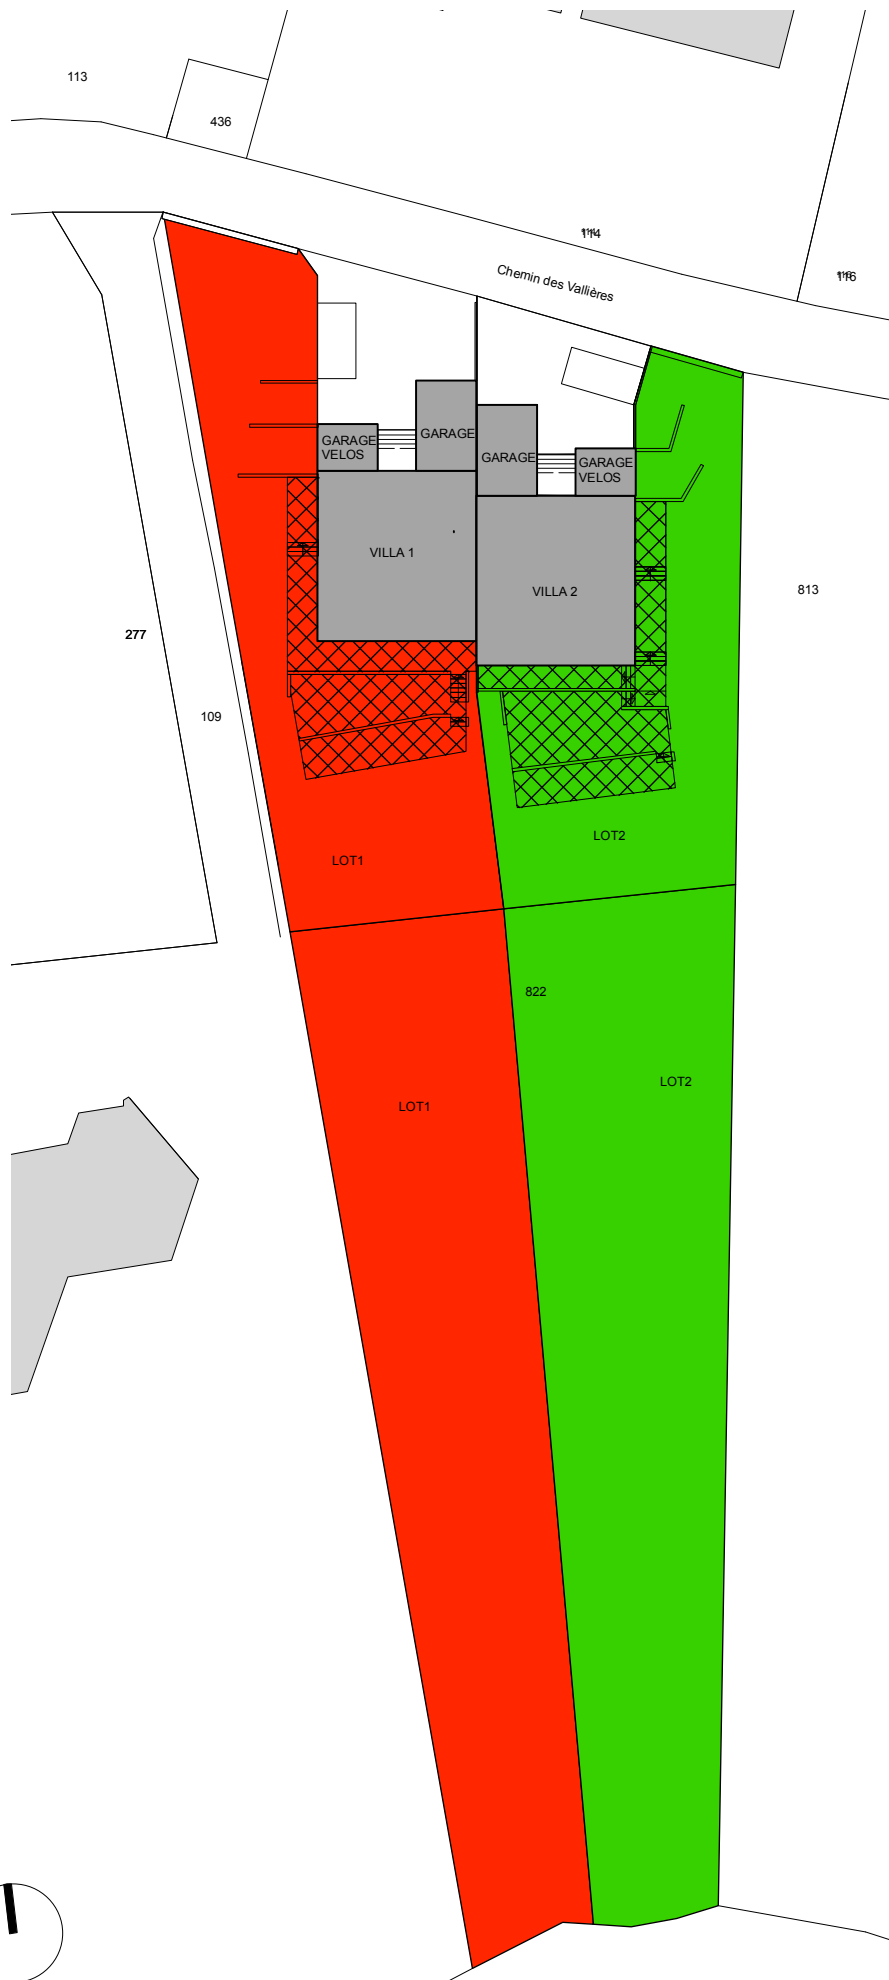 113
436
114
116
Chemin des Vallières
GARAGE
VELOS
GARAGE
GARAGE
GARAGE
VELOS
VILLA 1
VILLA 2
813
277
109
LOT1
LOT2
822
LOT2
LOT1